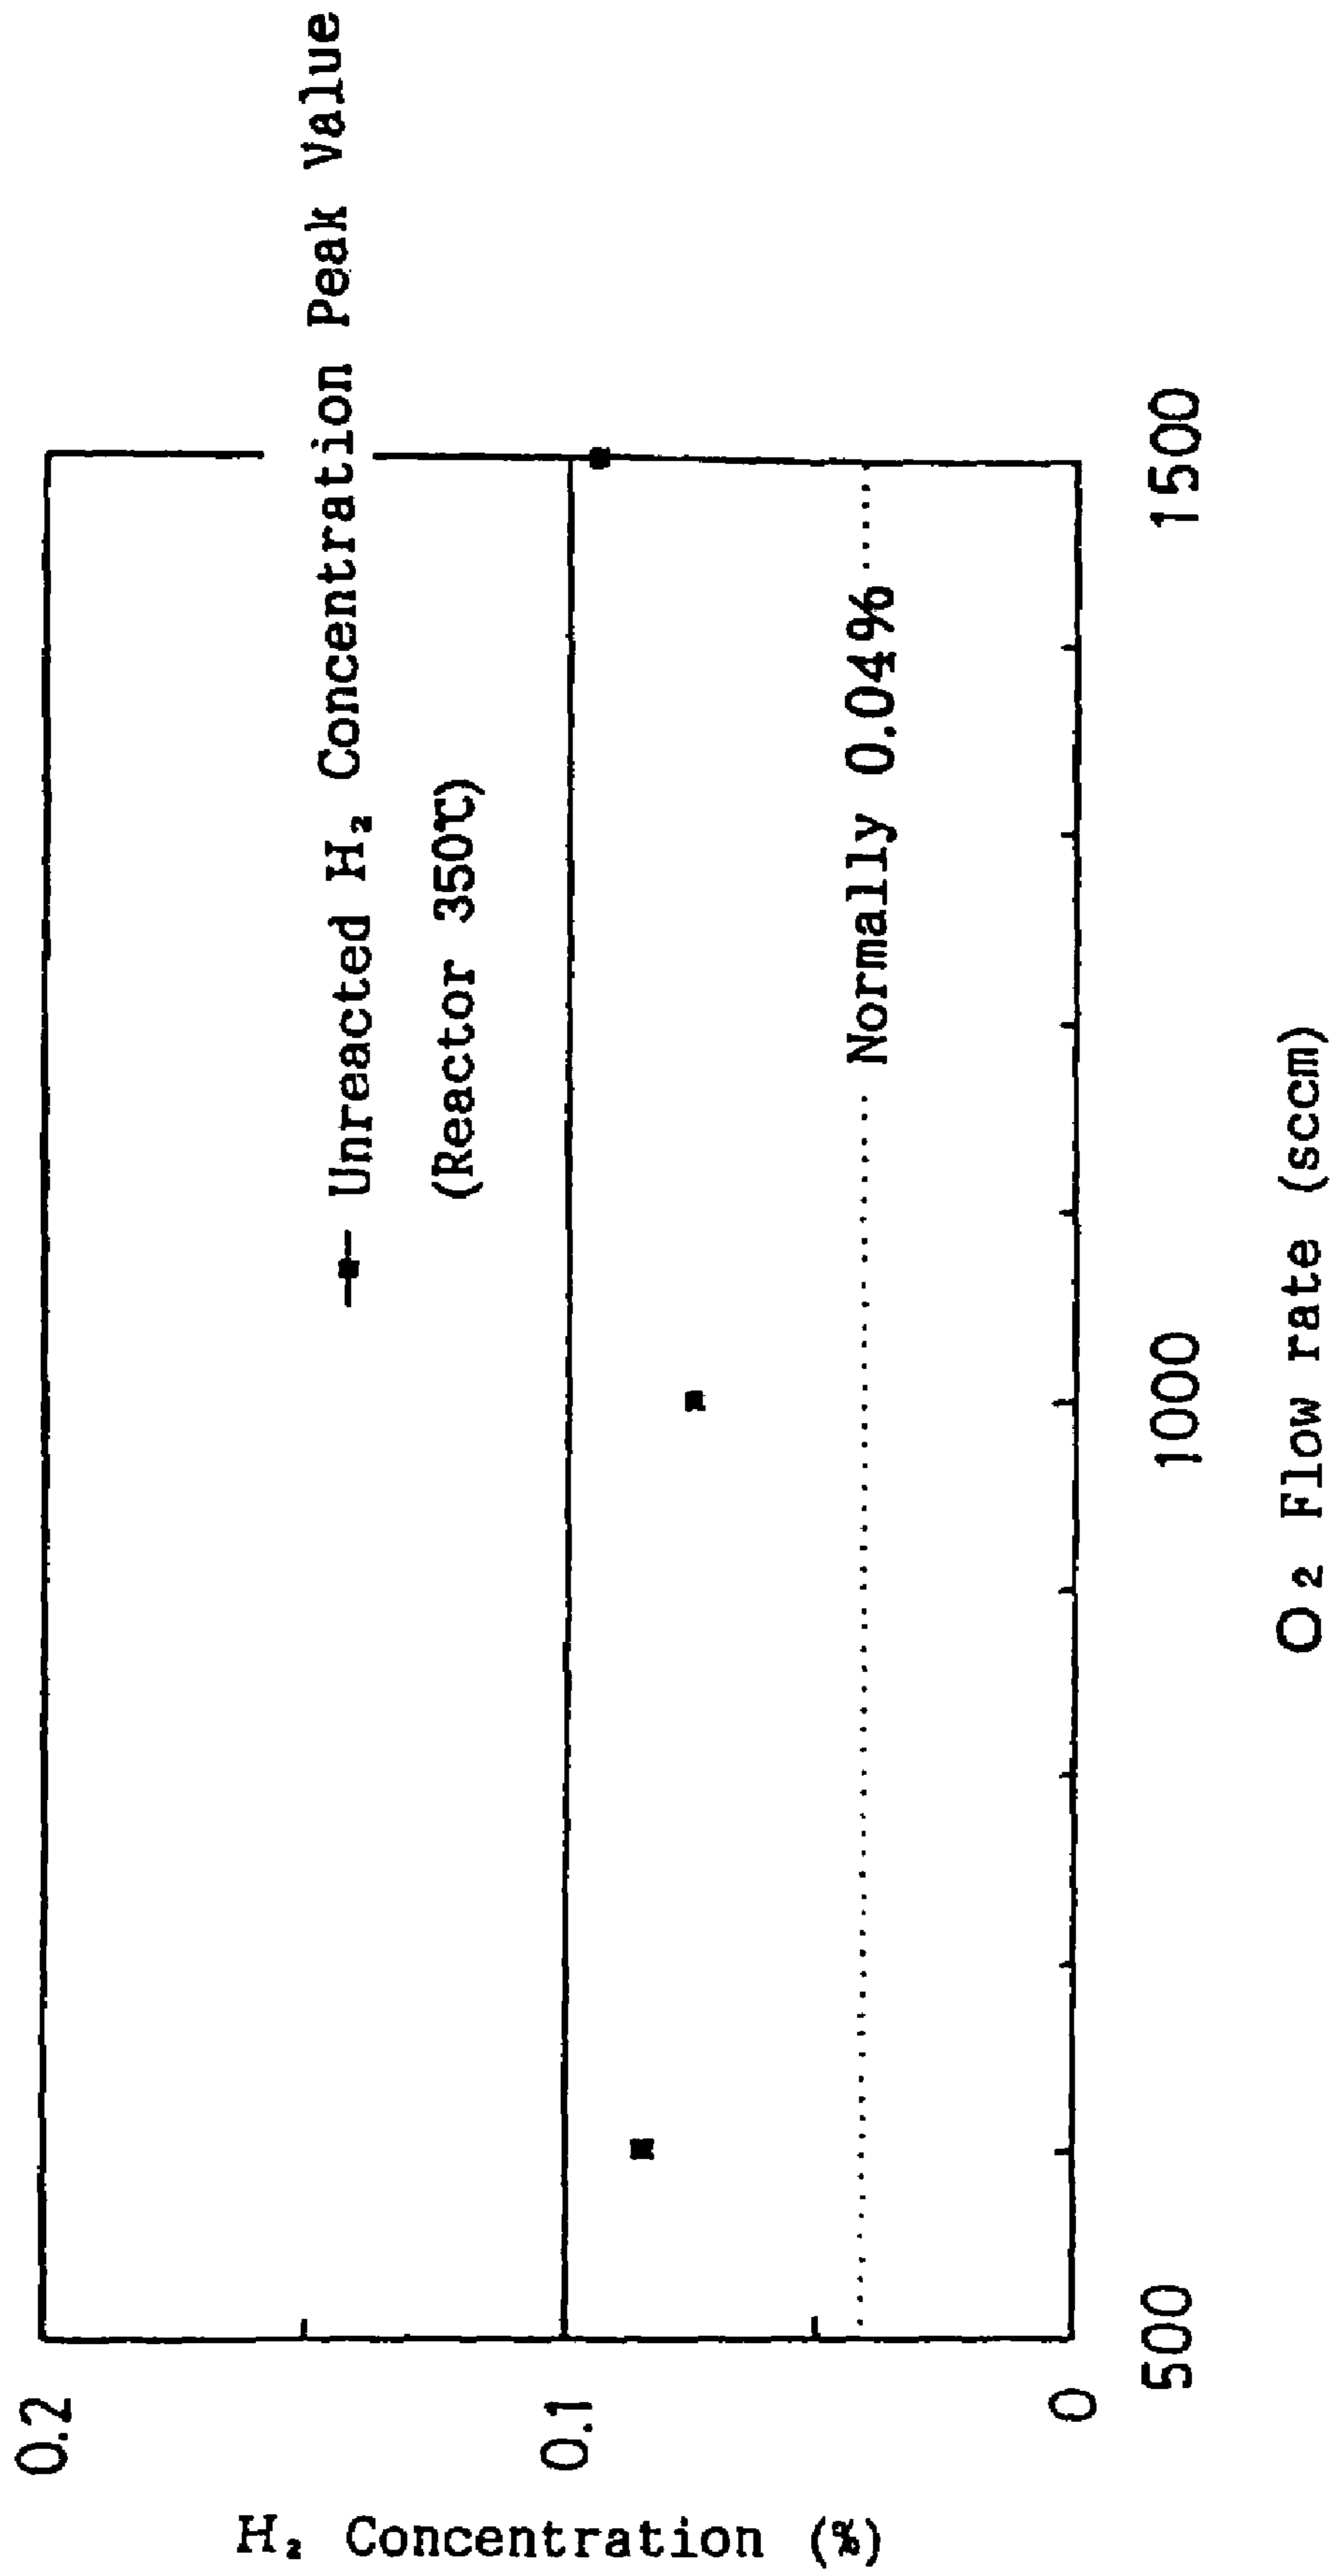 0.2
0.1
0
H₂ Concentration (%)
Unreacted H₂ Concentration Peak Value
(Reactor 350℃)
Normally 0.04%
500
1000
1500
O₂ Flow rate (sccm)